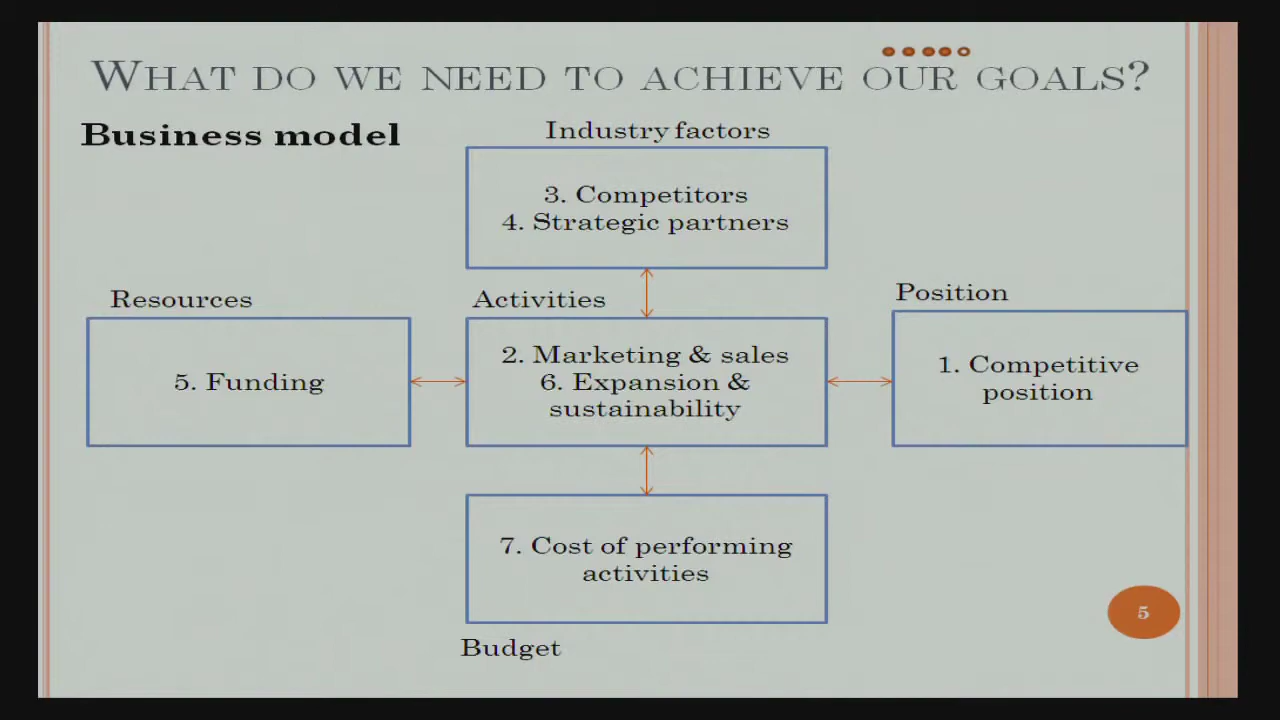 WHAT DO WE NEED TO ACHIEVE OUR GOALS?
Business model
Industry factors
3. Competitors
4. Strategic partners
Resources
5. Funding
Activities
2. Marketing & sales
6. Expansion &
sustainability
Position
1. Competitive
position
7. Cost of performing
activities
Budget
5